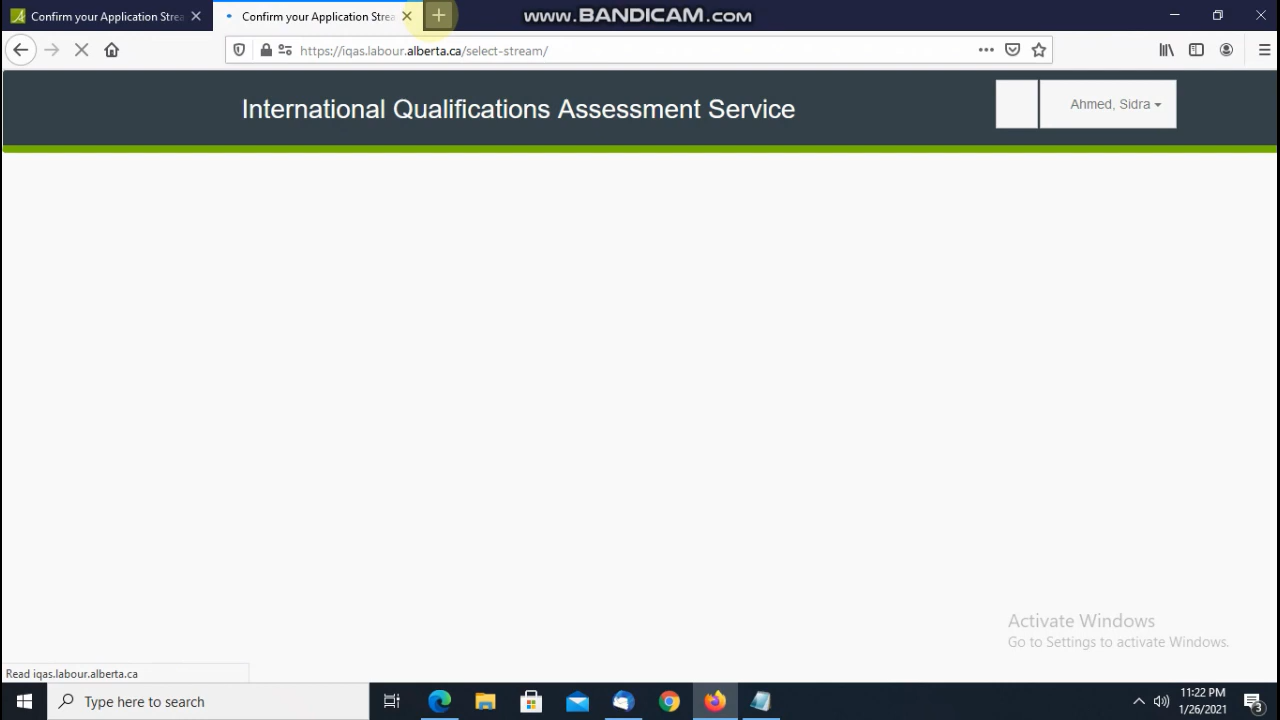 Confirm your Application Strea
Confirm your Application Strea
www.BANDICAM.com
https://iqas.labour.alberta.ca/select-stream/
International Qualifications Assessment Service
Ahmed, Sidra
Activate Windows
Go to Settings to activate Windows.
Read iqas.labour.alberta.ca
Type here to search
11:22 PM
1/26/2021
3